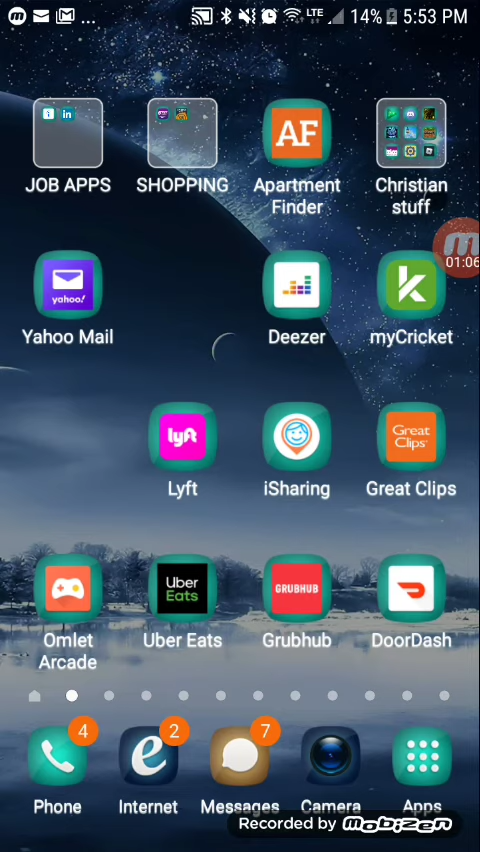 LTE 14% 5:53 PM
JOB APPS
SHOPPING
AF
Apartment
Finder
Christian
stuff
01:06
yahoo!
Yahoo Mail
Deezer
myCricket
lyft
Lyft
iSharing
Great
Clips
Great Clips
Omlet
Arcade
Uber
Eats
Uber Eats
GRUBHUB
Grubhub
DoorDash
4
2
7
Phone
Internet
Messages
Camera
Apps
Recorded by Mobizen